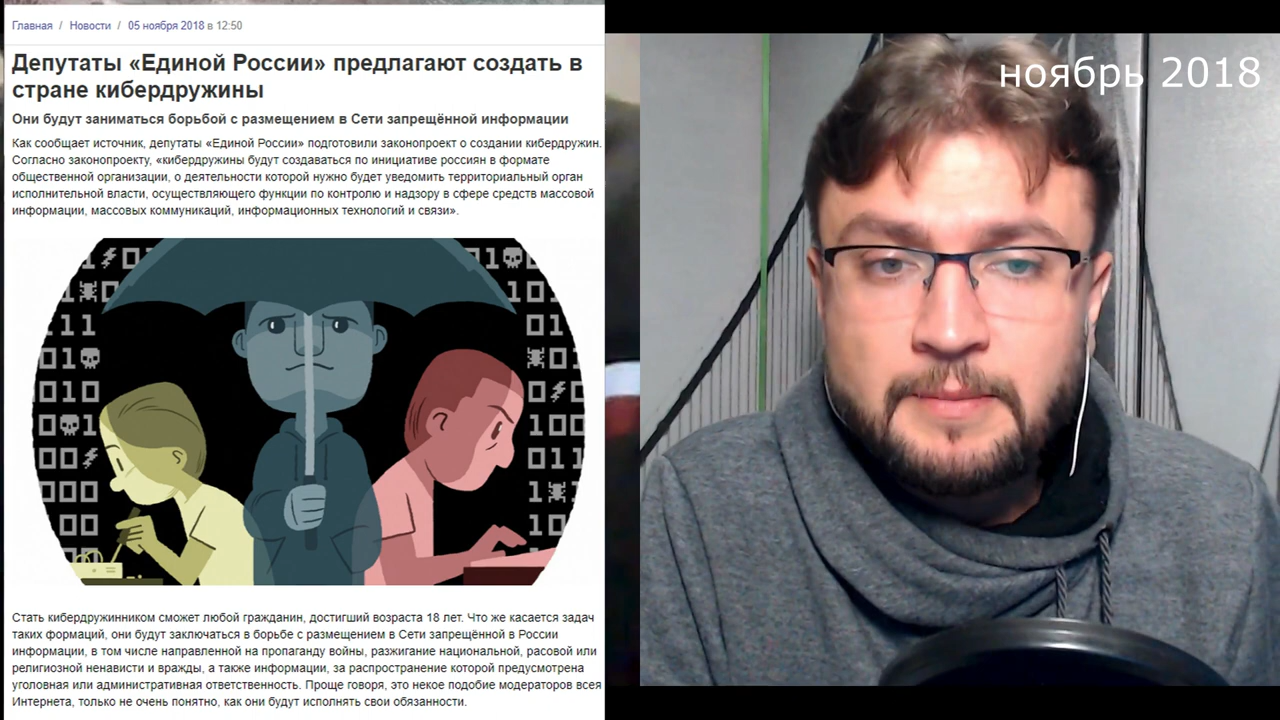 Главная / Новости / 05 ноября 2018 в 12:50
Депутаты «Единой России» предлагают создать в
стране кибердружины
Они будут заниматься борьбой с размещением в Сети запрещённой информации
Как сообщает источник, депутаты «Единой России» подготовили законопроект о создании кибердружин.
Согласно законопроекту, «кибердружины будут создаваться по инициативе россиян в формате
общественной организации, о деятельности которой нужно будет уведомить территориальный орган
исполнительной власти, осуществляющего функции по контролю и надзору в сфере средств массовой
информации, массовых коммуникаций, информационных технологий и связи».
Стать кибердружинником сможет любой гражданин, достигший возраста 18 лет. Что же касается задач
таких формаций, они будут заключаться в борьбе с размещением в Сети запрещённой в России
информации, в том числе направленной на пропаганду войны, разжигание национальной, расовой или
религиозной ненависти и вражды, а также информации, за распространение которой предусмотрена
уголовная или административная ответственность. Проще говоря, это некое подобие модераторов всея
Интернета, только не очень понятно, как они будут исполнять свои обязанности.
ноябрь 2018